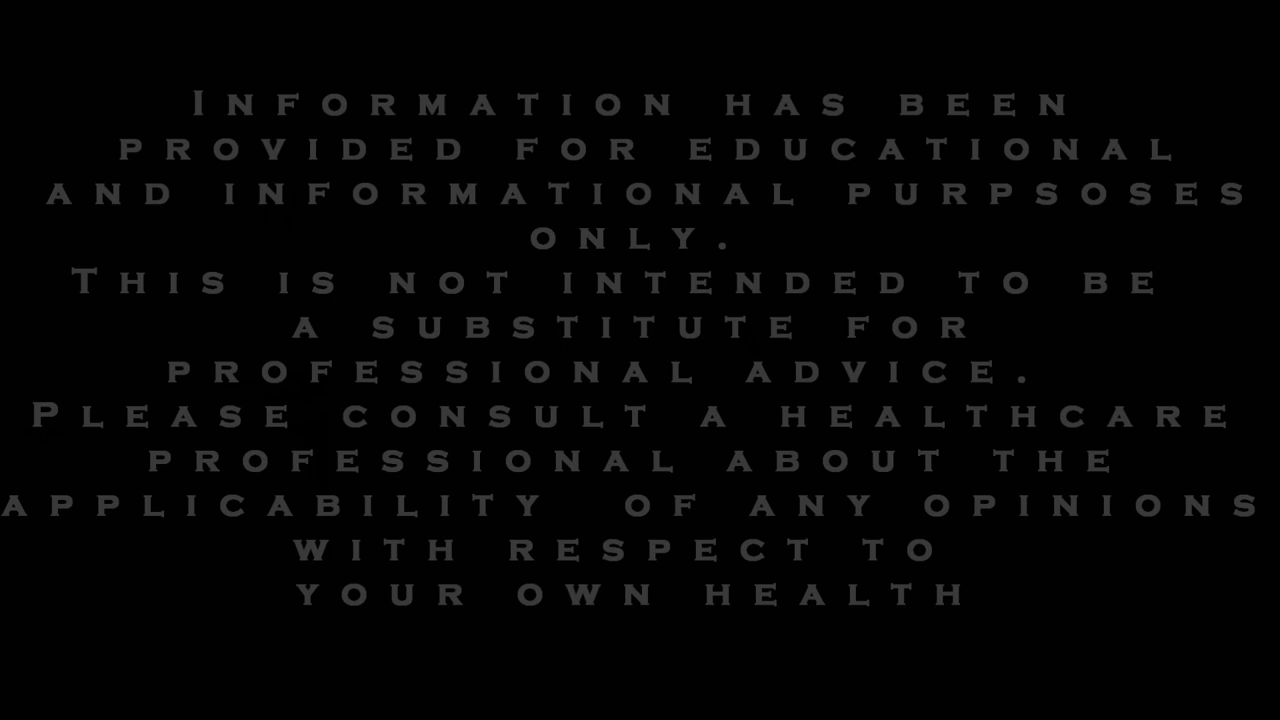 Information has been
provided for educational
and informational purpsoses
only.
This is not intended to be
a substitute for
professional advice.
Please consult a healthcare
professional about the
applicability of any opinions
with respect to
your own health